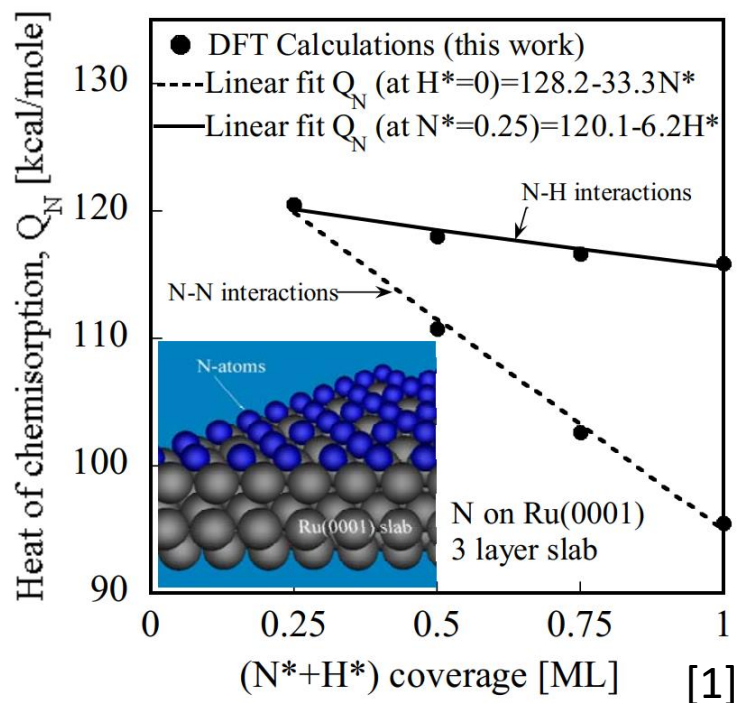 DFT Calculations (this work)
Linear fit Q_N (at H*=0)=128.2-33.3N*
Linear fit Q_N (at N*=0.25)=120.1-6.2H*
N-H interactions
N-N interactions
N-atoms
Ru(0001) slab
N on Ru(0001)
3 layer slab
Heat of chemisorption, Q_N [kcal/mole]
130
120
110
100
90
0 0.25 0.5 0.75 1
(N*+H*) coverage [ML]
[1]